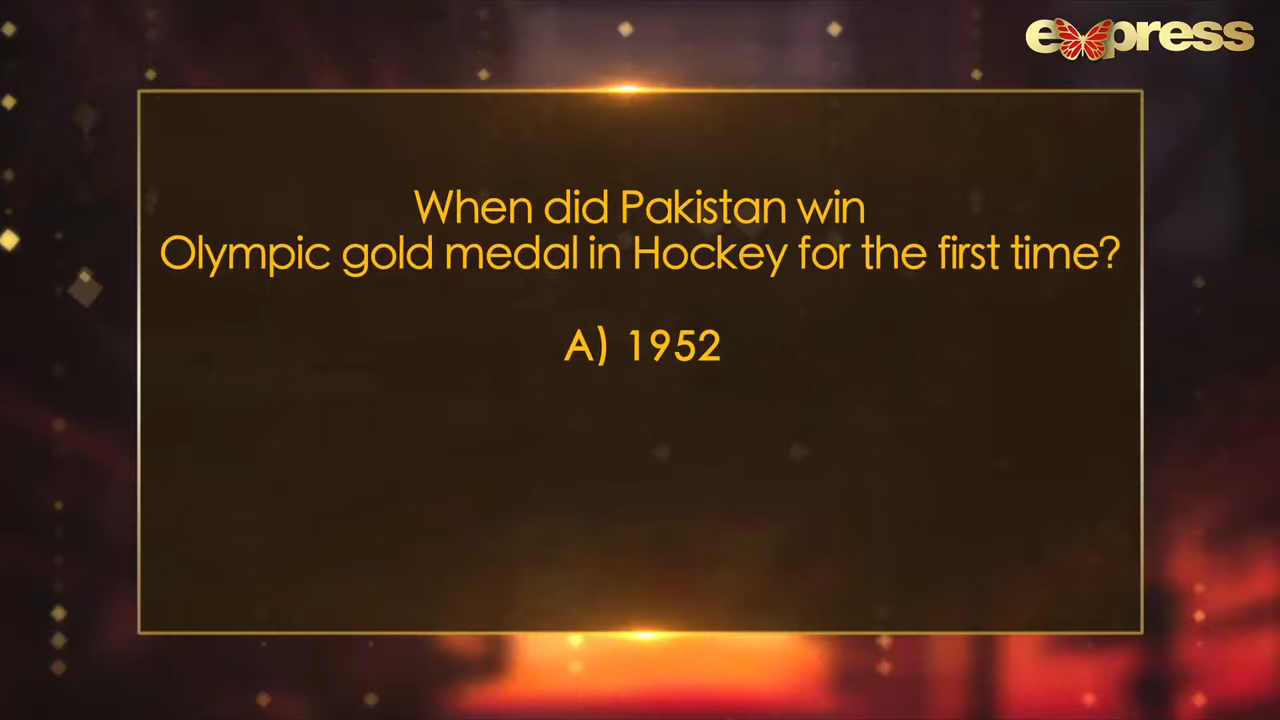 express
When did Pakistan win
Olympic gold medal in Hockey for the first time?
A) 1952